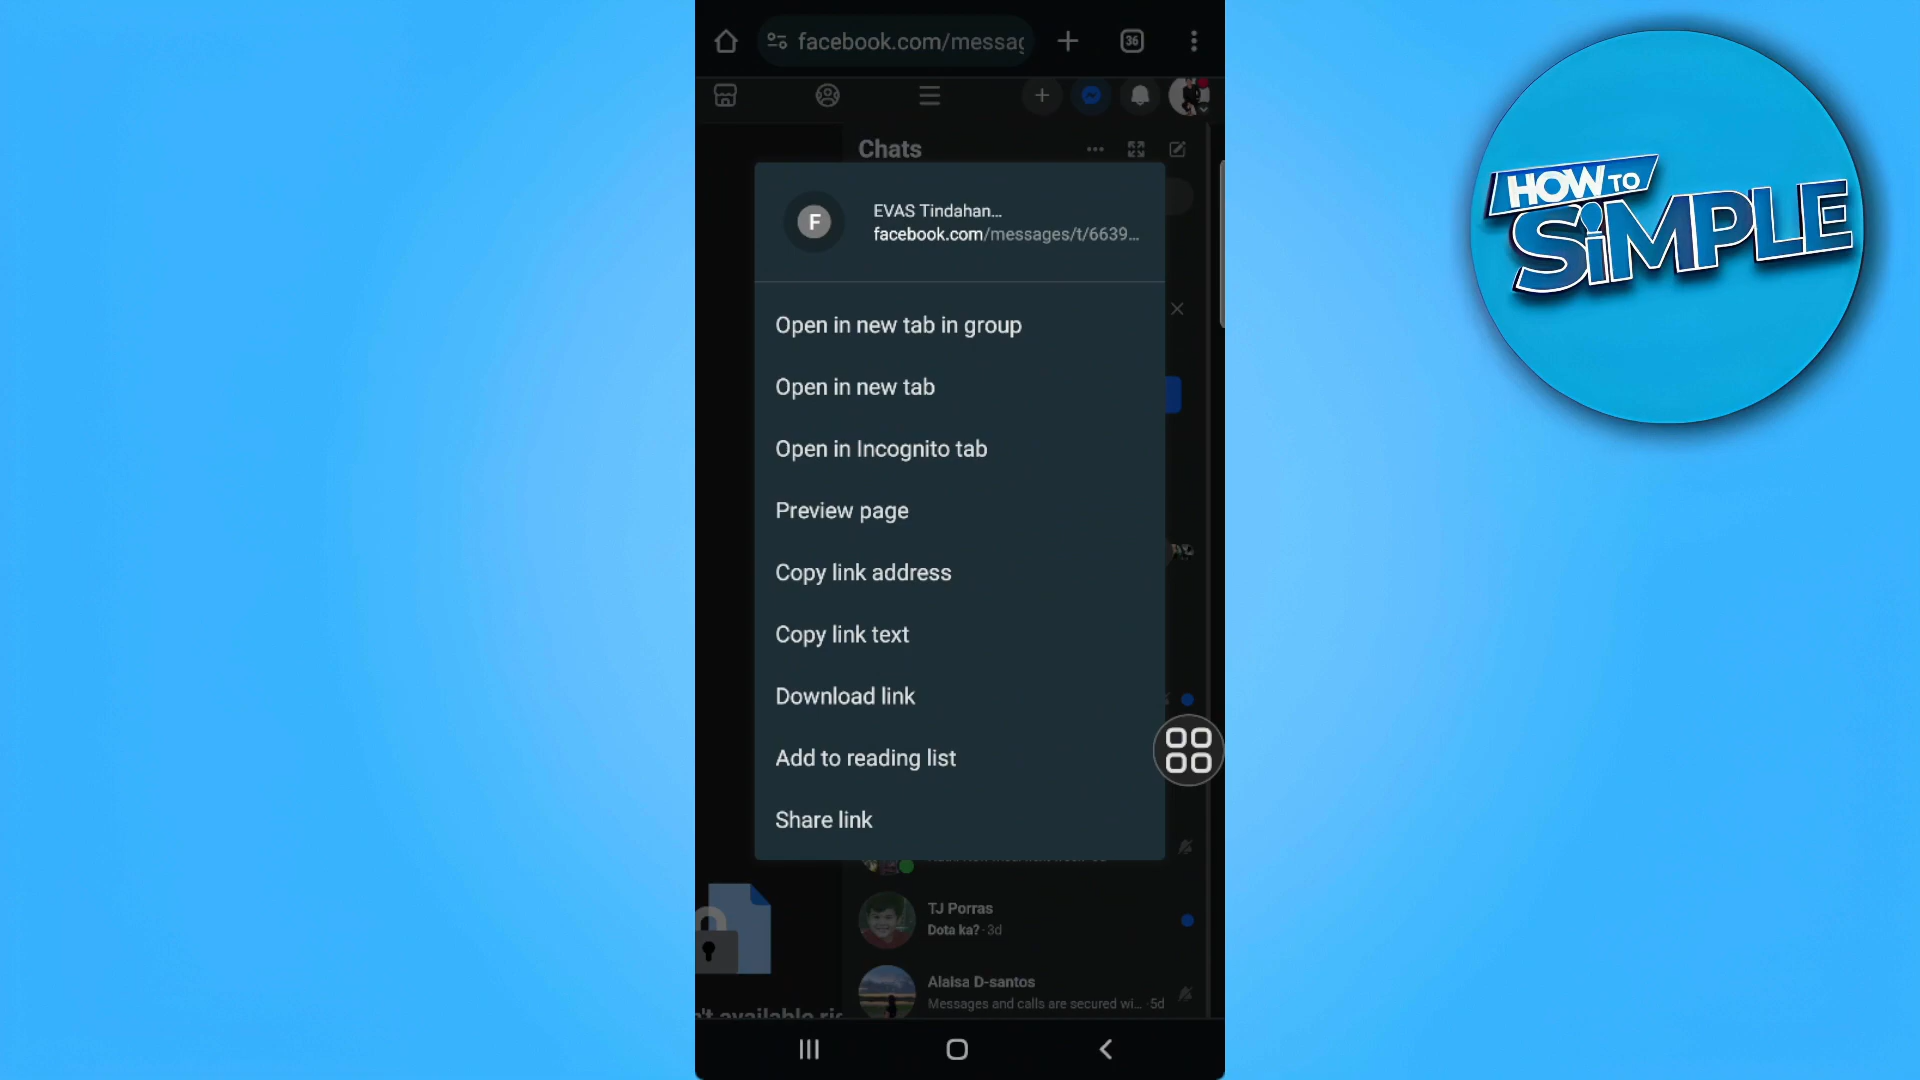 facebook.com/messag
36
Chats
F
EVAS Tindahan...
facebook.com/messages/t/6639...
Open in new tab in group
Open in new tab
Open in Incognito tab
Preview page
Copy link address
Copy link text
Download link
Add to reading list
Share link
TJ Porras
Dota ka? · 3d
Alaisa D-santos
Messages and calls are secured wi... · 5d
't available ri
HOW TO
SIMPLE